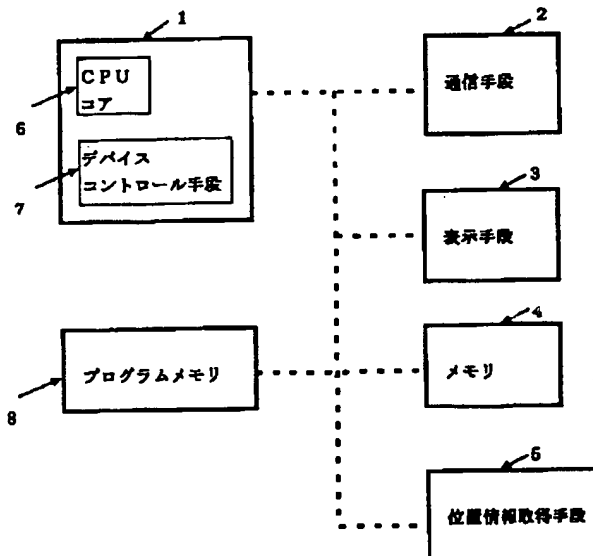 1
CPU
コア
6
デバイス
コントロール手段
7
2
通信手段
3
表示手段
4
メモリ
プログラムメモリ
8
5
位置情報取得手段